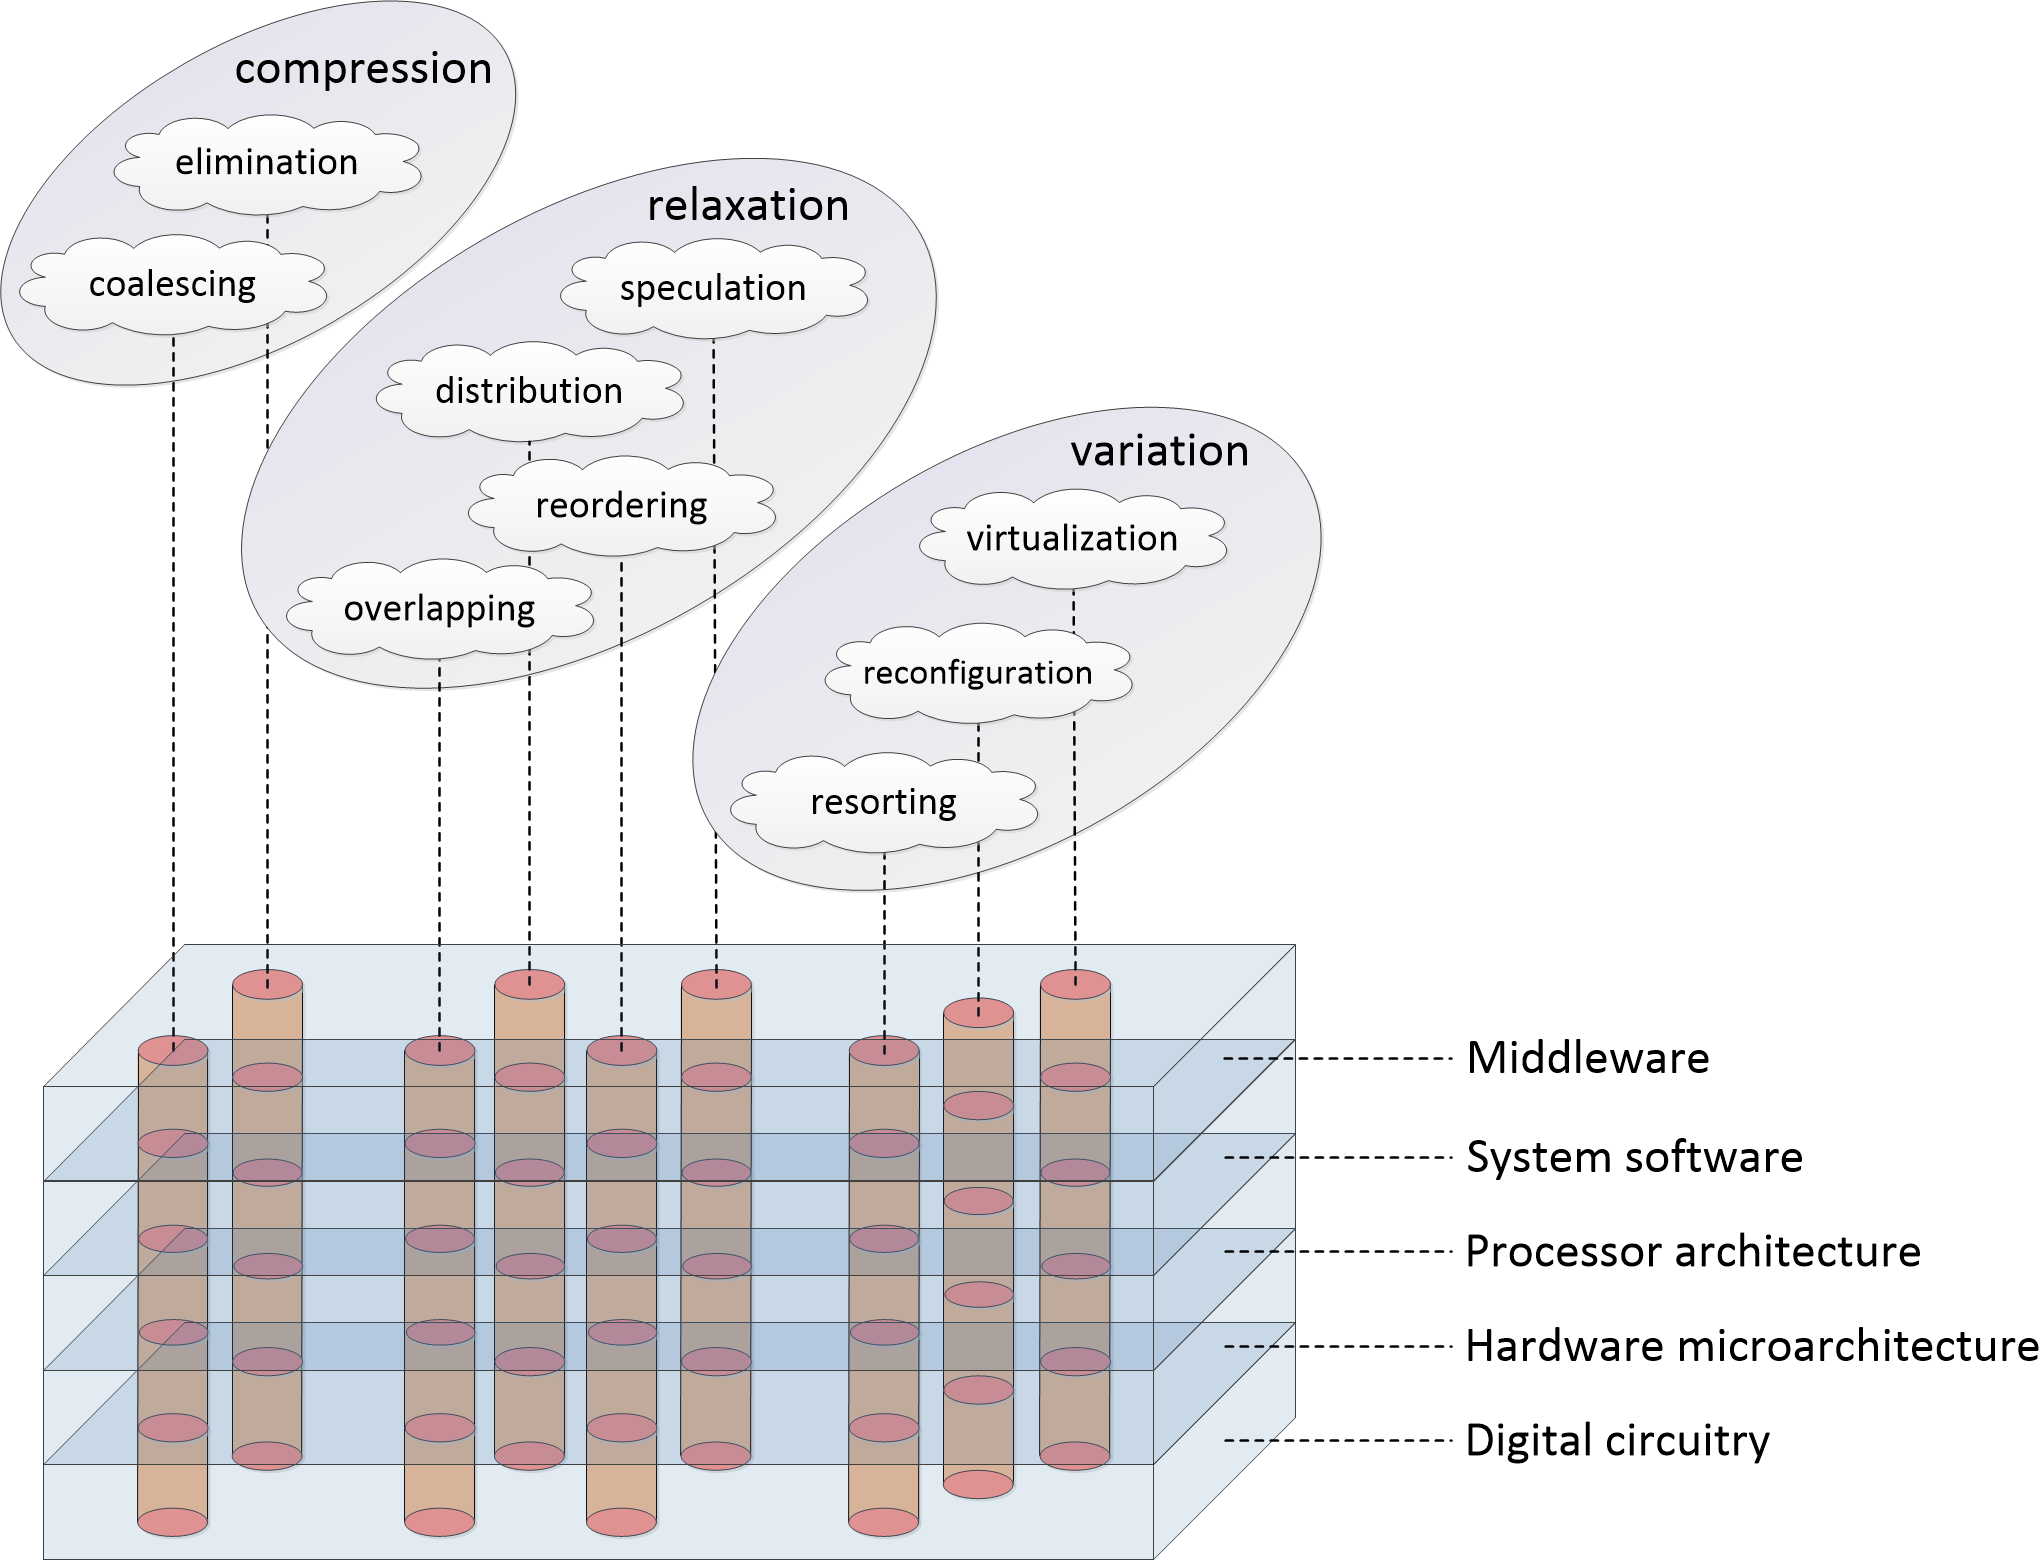 compression
elimination
coalescing
relaxation
speculation
distribution
reordering
overlapping
variation
virtualization
reconfiguration
resorting
Middleware
System software
Processor architecture
Hardware microarchitecture
Digital circuitry